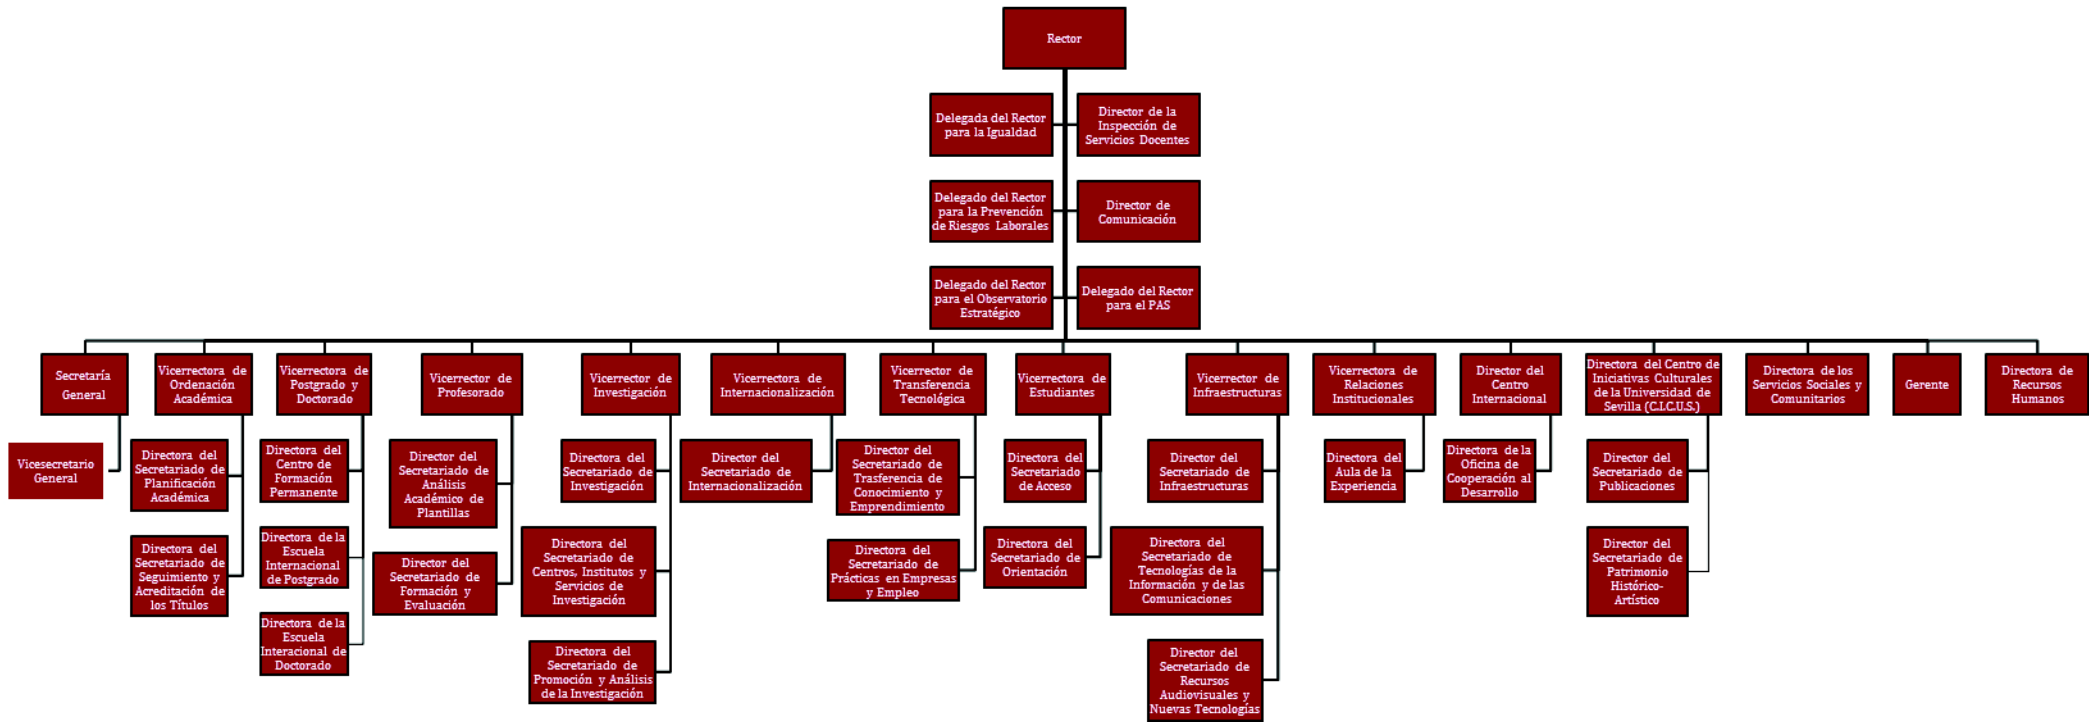 Rector
Delegada del Rector
para la Igualdad
Director de la
Inspección de
Servicios Docentes
Delegado del Rector
para la Prevención
de Riesgos Laborales
Director de
Comunicación
Delegado del Rector
para el Observatorio
Estratégico
Delegado del Rector
para el PAS
Secretaría
General
Vicerrectora de
Ordenación
Académica
Vicerrectora de
Postgrado y
Doctorado
Vicerrector de
Profesorado
Vicerrector de
Investigación
Vicerrectora de
Internacionalización
Vicerrector de
Transferencia
Tecnológica
Vicerrectora de
Estudiantes
Vicerrector de
Infraestructuras
Vicerrectora de
Relaciones
Institucionales
Director del
Centro
Internacional
Directora del Centro de
Iniciativas Culturales
de la Universidad de
Sevilla (C.I.C.U.S.)
Directora de los
Servicios Sociales y
Comunitarios
Gerente
Directora de
Recursos
Humanos
Vicesecretario
General
Directora del
Secretariado de
Planificación
Académica
Directora del
Secretariado de
Seguimiento y
Acreditación de
los Títulos
Directora del
Centro de
Formación
Permanente
Directora de la
Escuela
Internacional
de Postgrado
Directora de la
Escuela
Interacional de
Doctorado
Director del
Secretariado de
Análisis
Académico de
Plantillas
Director del
Secretariado de
Formación y
Evaluación
Directora del
Secretariado de
Investigación
Directora del
Secretariado de
Centros, Institutos y
Servicios de
Investigación
Directora del
Secretariado de
Promoción y Análisis
de la Investigación
Director del
Secretariado de
Internacionalización
Director del
Secretariado de
Trasferencia de
Conocimiento y
Emprendimiento
Directora del
Secretariado de
Prácticas en Empresas
y Empleo
Directora del
Secretariado
de Acceso
Directora del
Secretariado de
Orientación
Director del
Secretariado de
Infraestructuras
Directora del
Secretariado de
Tecnologías de la
Información y de las
Comunicaciones
Director del
Secretariado de
Recursos
Audiovisuales y
Nuevas Tecnologías
Directora del
Aula de la
Experiencia
Directora de la
Oficina de
Cooperación al
Desarrollo
Director del
Secretariado de
Publicaciones
Director del
Secretariado de
Patrimonio
Histórico-
Artístico